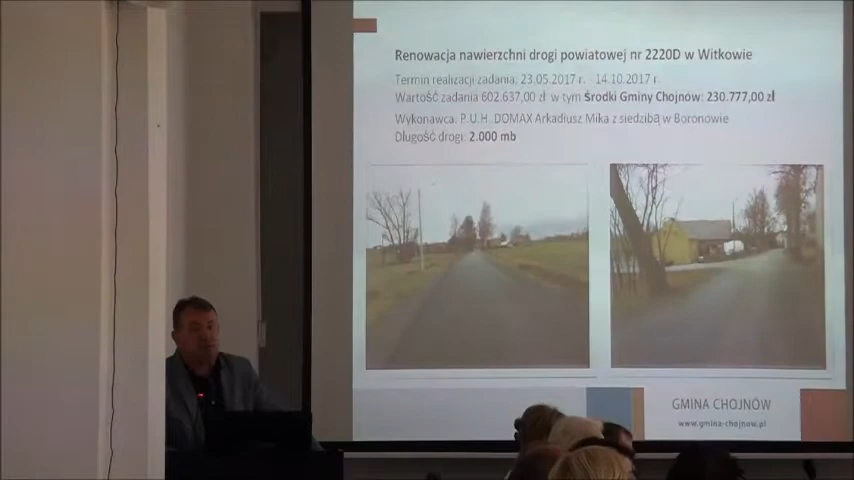 Renowacja nawierzchni drogi powiatowej nr 2220D w Witkowie
Termin realizacji zadania: 23.05.2017 r. - 14.10.2017 r.
Wartość zadania 602.637,00 zł w tym Środki Gminy Chojnów: 230.777,00 zł
Wykonawca: P.U.H. DOMAX Arkadiusz Mika z siedzibą w Boronowie
Długość drogi: 2.000 mb
GMINA CHOJNÓW
www.gmina-chojnow.pl